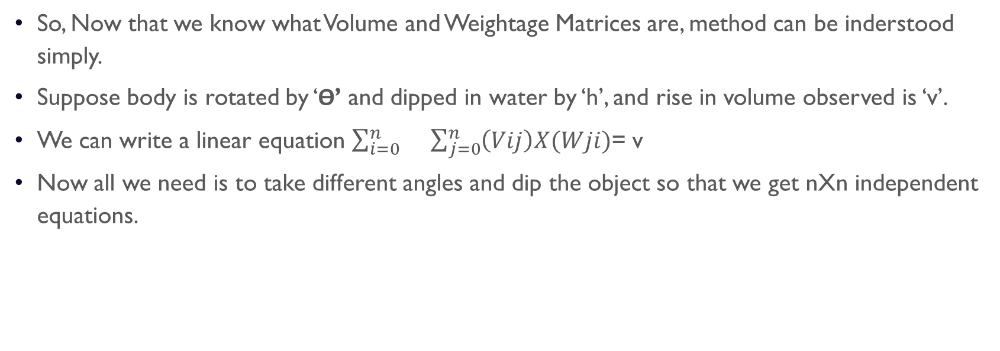 • So, Now that we know what Volume and Weightage Matrices are, method can be inderstood
simply.
• Suppose body is rotated by ‘Ɵ’ and dipped in water by ‘h’, and rise in volume observed is ‘v’.
• We can write a linear equation ∑ⁿᵢ₌₀ ∑ⁿⱼ₌₀(Vij)X(Wji)= v
• Now all we need is to take different angles and dip the object so that we get nXn independent
equations.